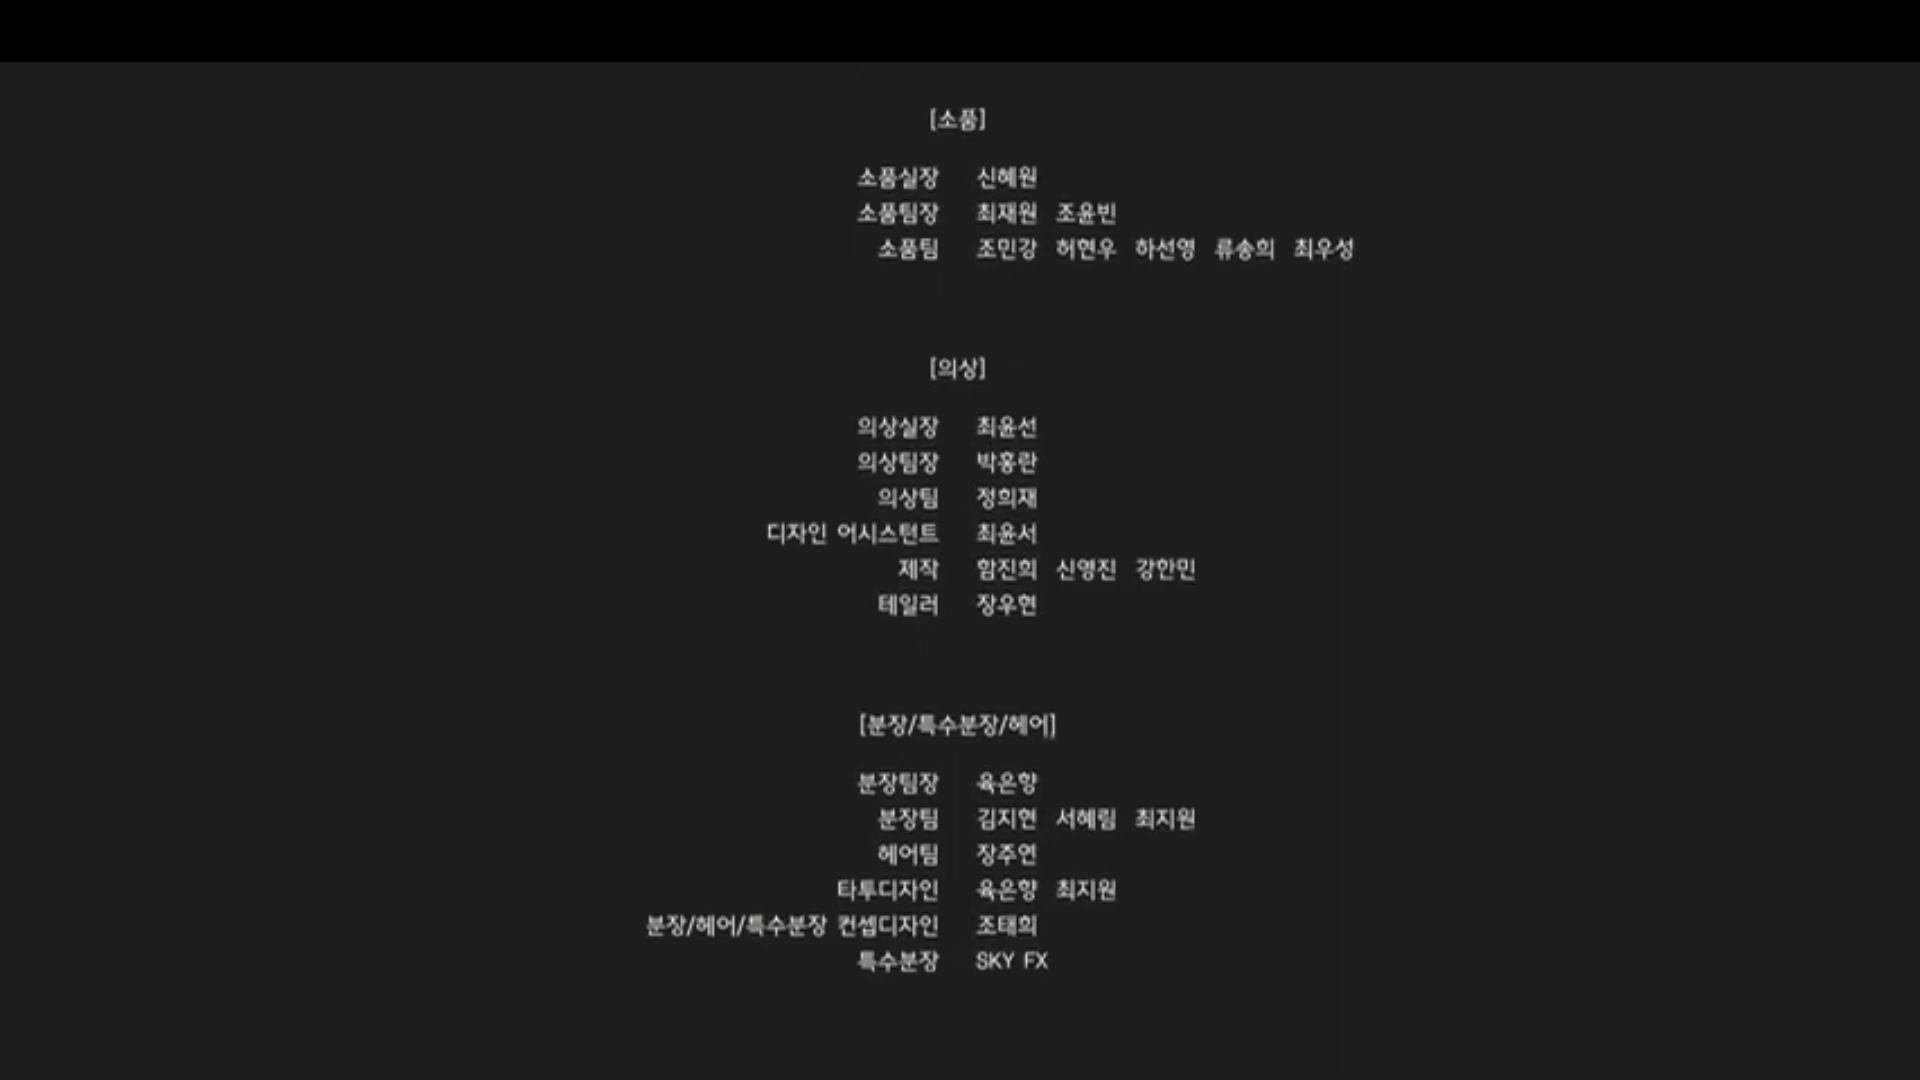 [소품]
소품실장 신혜원
소품팀장 최재원 조윤빈
소품팀 조민강 허현우 하선영 류송희 최우성
[의상]
의상실장 최윤선
의상팀장 박홍란
의상팀 정희재
디자인 어시스턴트 최윤서
제작 함진희 신영진 강한민
테일러 장우현
[분장/특수분장/헤어]
분장팀장 육은향
분장팀 김지현 서혜림 최지원
헤어팀 장주연
타투디자인 육은향 최지원
분장/헤어/특수분장 컨셉디자인 조태희
특수분장 SKY FX